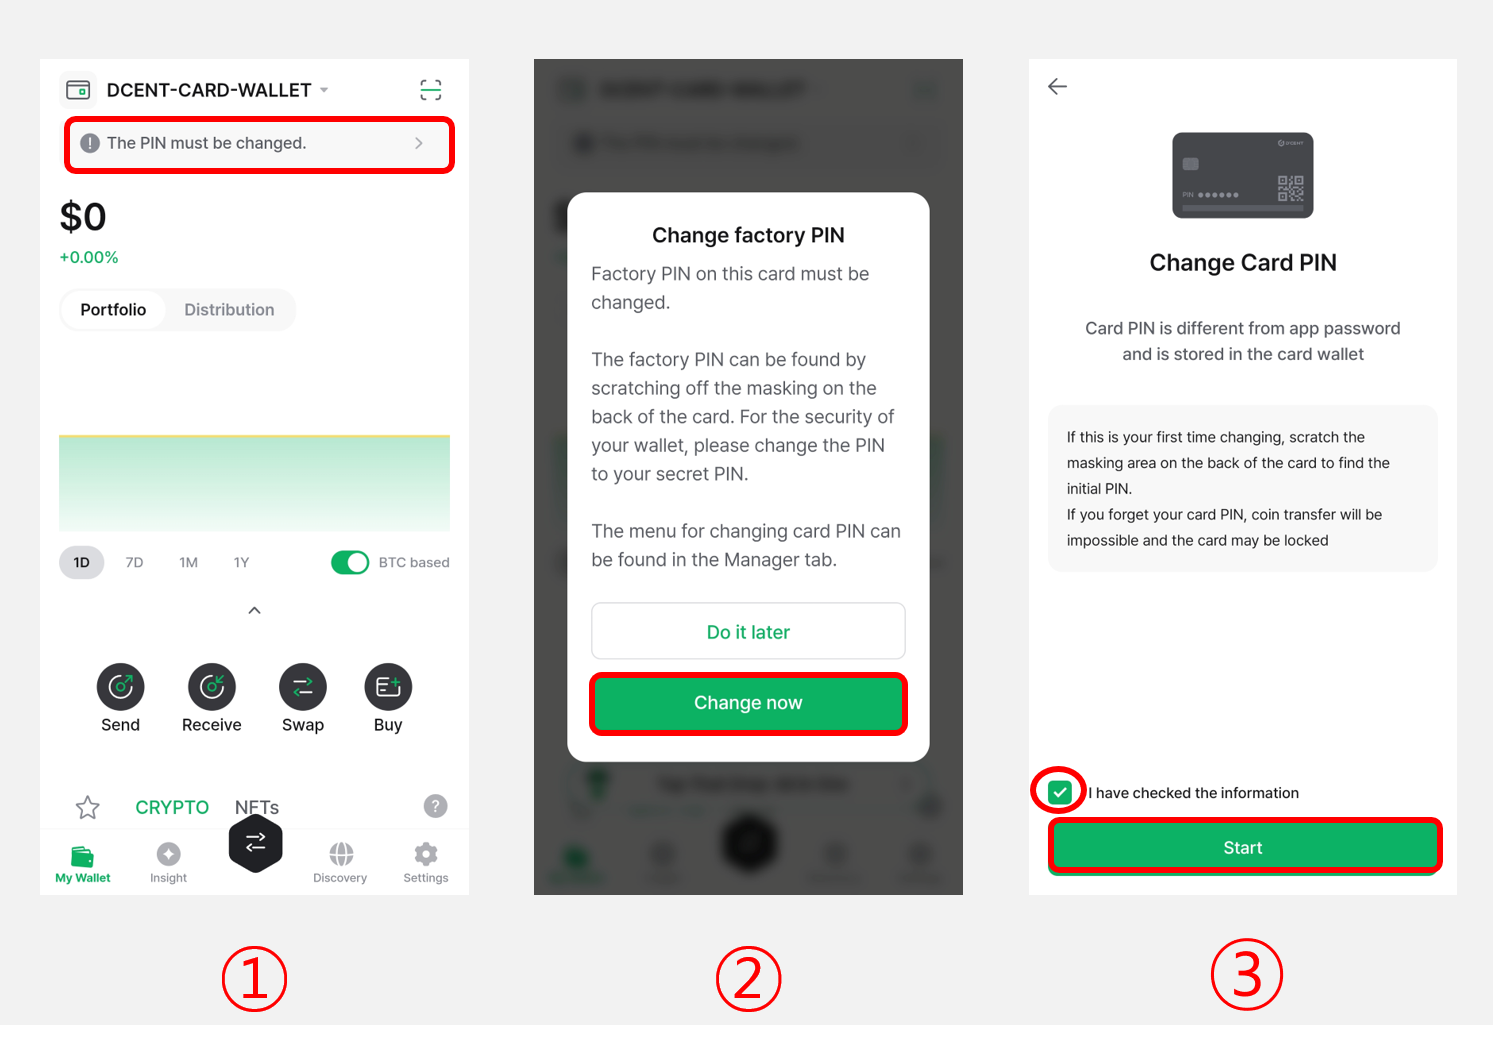 DCENT-CARD-WALLET
The PIN must be changed.
$0
+0.00%
Portfolio Distribution
1D 7D 1M 1Y BTC based
Send Receive Swap Buy
CRYPTO NFTs ?
My Wallet Insight Discovery Settings
1
Change factory PIN
Factory PIN on this card must be
changed.
The factory PIN can be found by
scratching off the masking on the
back of the card. For the security of
your wallet, please change the PIN
to your secret PIN.
The menu for changing card PIN can
be found in the Manager tab.
Do it later
Change now
2
D'CENT
PIN
Change Card PIN
Card PIN is different from app password
and is stored in the card wallet
If this is your first time changing, scratch the
masking area on the back of the card to find the
initial PIN.
If you forget your card PIN, coin transfer will be
impossible and the card may be locked
I have checked the information
Start
3